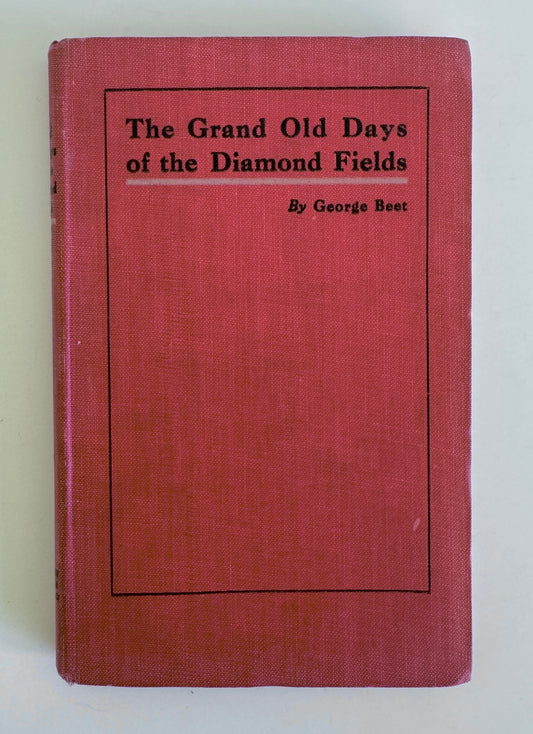 The Grand Old Days
of the Diamond Fields
By George Beet